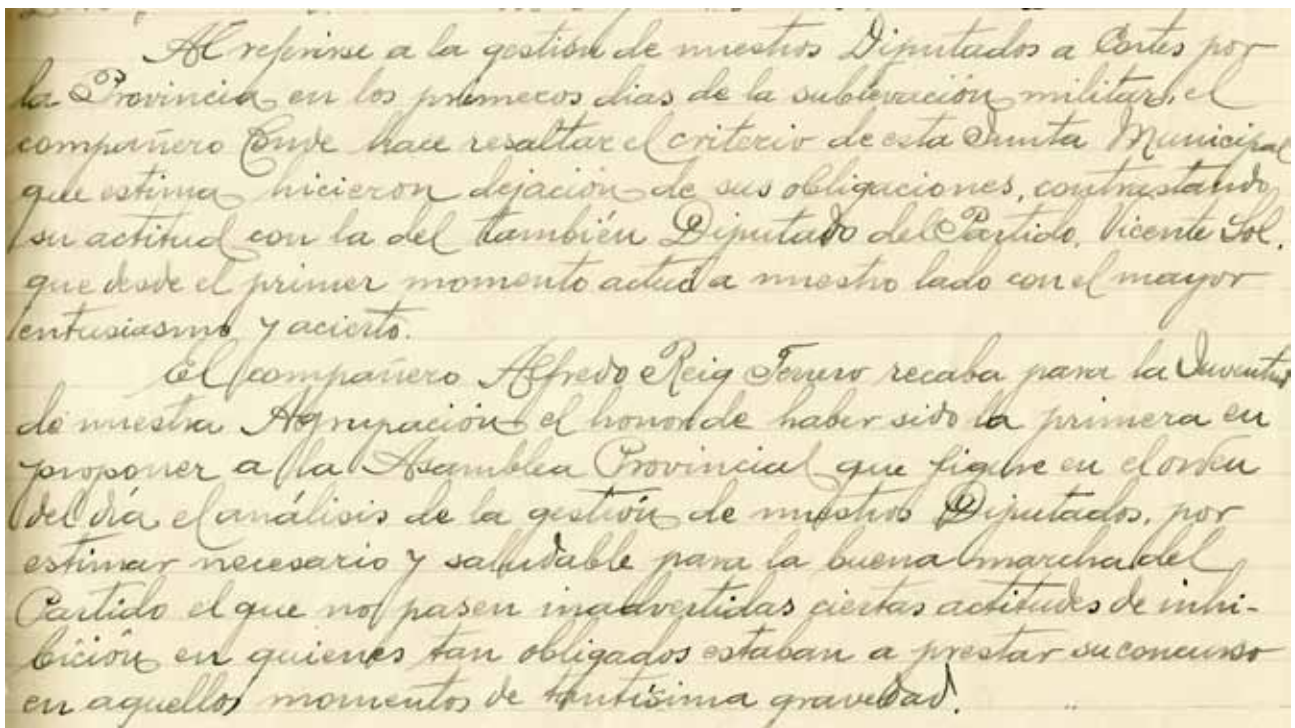 Al referirse a la gestión de nuestros Diputados a Cortes por
la Provincia en los primeros dias de la sublevación militar, el
compañero Conde hace resaltar el criterio de esta Junta Municipal
que estima hicieron dejación de sus obligaciones, contrastando
su actitud con la del también Diputado del Partido, Vicente Sol,
que desde el primer momento actuó a nuestro lado con el mayor
entusiasmo y acierto.
El compañero Alfredo Reig recaba para la Juventud
de nuestra Agrupación el honor de haber sido la primera en
proponer a la Asamblea Provincial que figure en el orden
del día el análisis de la gestión de nuestros Diputados, por
estimar necesario y saludable para la buena marcha del
Partido el que no pasen inadvertidas ciertas actitudes de inhi-
bición en quienes tan obligados estaban a prestar su concurso
en aquellos momentos de tantísima gravedad.